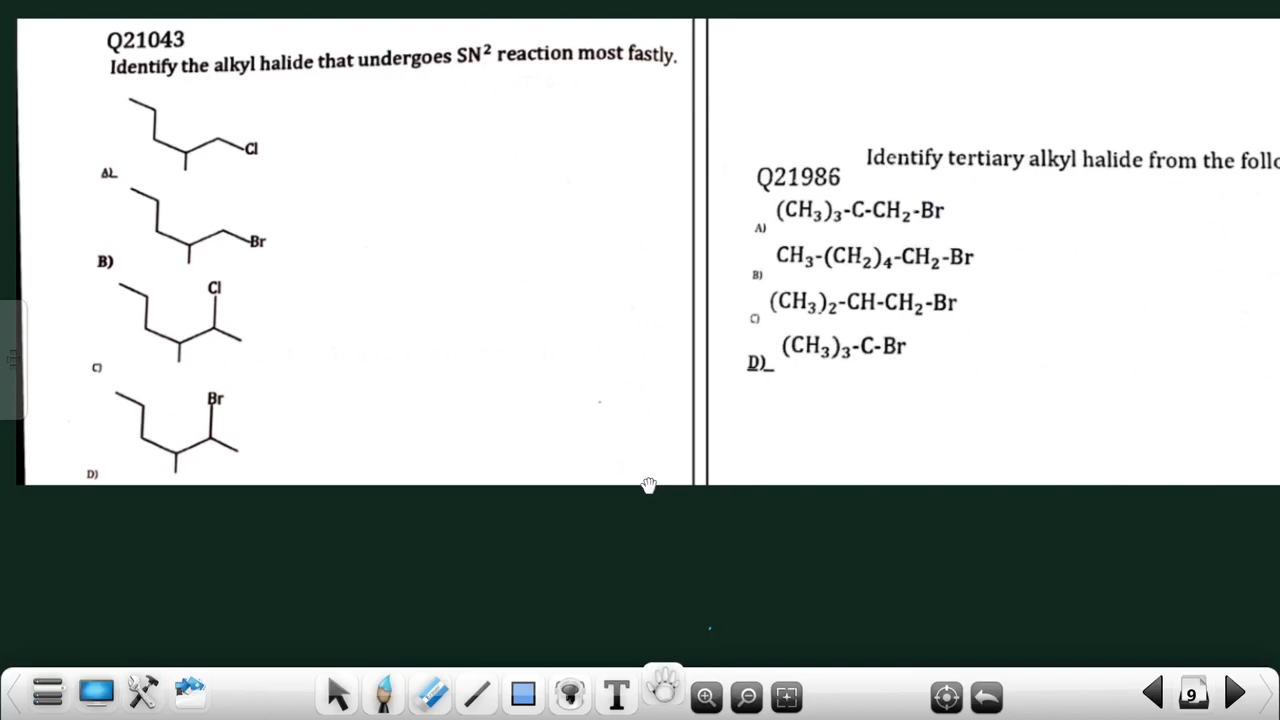 Q21043
Identify the alkyl halide that undergoes SN² reaction most fastly.
Cl
A)
Br
B)
Cl
C)
Br
D)
Identify tertiary alkyl halide from the follo
Q21986
A) (CH₃)₃-C-CH₂-Br
B) CH₃-(CH₂)₄-CH₂-Br
C) (CH₃)₂-CH-CH₂-Br
D) (CH₃)₃-C-Br
T
9